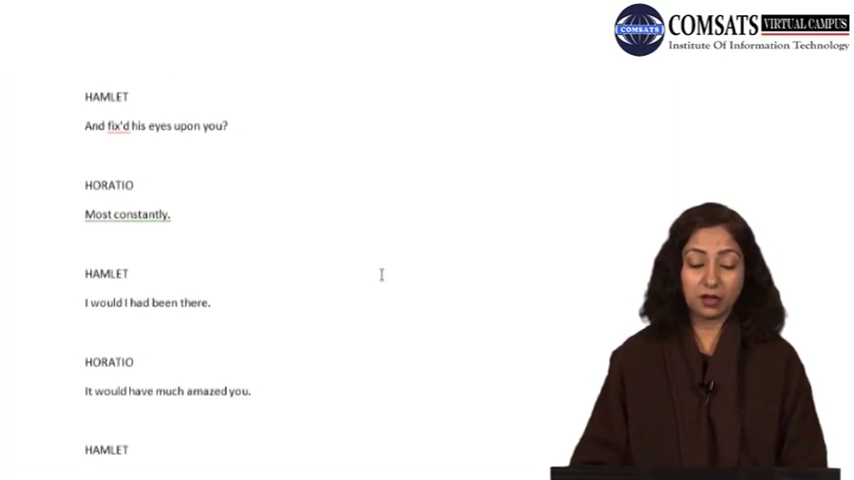 COMSATS VIRTUAL CAMPUS
COMSATS
Institute Of Information Technology
HAMLET
And fix'd his eyes upon you?
HORATIO
Most constantly.
HAMLET
I would I had been there.
HORATIO
It would have much amazed you.
HAMLET